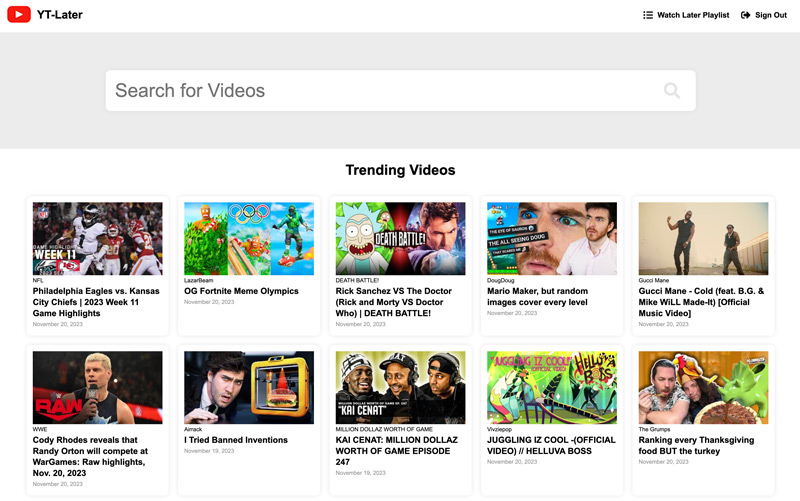 YT-Later
Watch Later Playlist
Sign Out
Search for Videos
Trending Videos
NFL
GAME HIGHLIGHTS
WEEK 11
NFL
Philadelphia Eagles vs. Kansas
City Chiefs | 2023 Week 11
Game Highlights
November 20, 2023
LazarBeam
OG Fortnite Meme Olympics
November 20, 2023
DEATH BATTLE!
DEATH BATTLE!
Rick Sanchez VS The Doctor
(Rick and Morty VS Doctor
Who) | DEATH BATTLE!
November 20, 2023
THE EYE OF SAURON
THE ALL SEEING DOUG
THAT SCARED ME
DougDoug
Mario Maker, but random
images cover every level
November 20, 2023
Gucci Mane
Gucci Mane - Cold (feat. B.G. &
Mike WiLL Made-It) [Official
Music Video]
November 20, 2023
RAW
WWE
Cody Rhodes reveals that
Randy Orton will compete at
WarGames: Raw highlights,
Nov. 20, 2023
November 20, 2023
Airrack
I Tried Banned Inventions
November 19, 2023
MILLION DOLLAZ WORTH OF GAME EP. 247
"KAI CENAT"
MILLION DOLLAZ WORTH OF GAME
KAI CENAT: MILLION DOLLAZ
WORTH OF GAME EPISODE
247
November 19, 2023
JUGGLING IZ COOL
OFFICIAL VIDEO
HELLUVA BOSS
Vivziepop
JUGGLING IZ COOL -(OFFICIAL
VIDEO) // HELLUVA BOSS
November 20, 2023
The Grumps
Ranking every Thanksgiving
food BUT the turkey
November 20, 2023